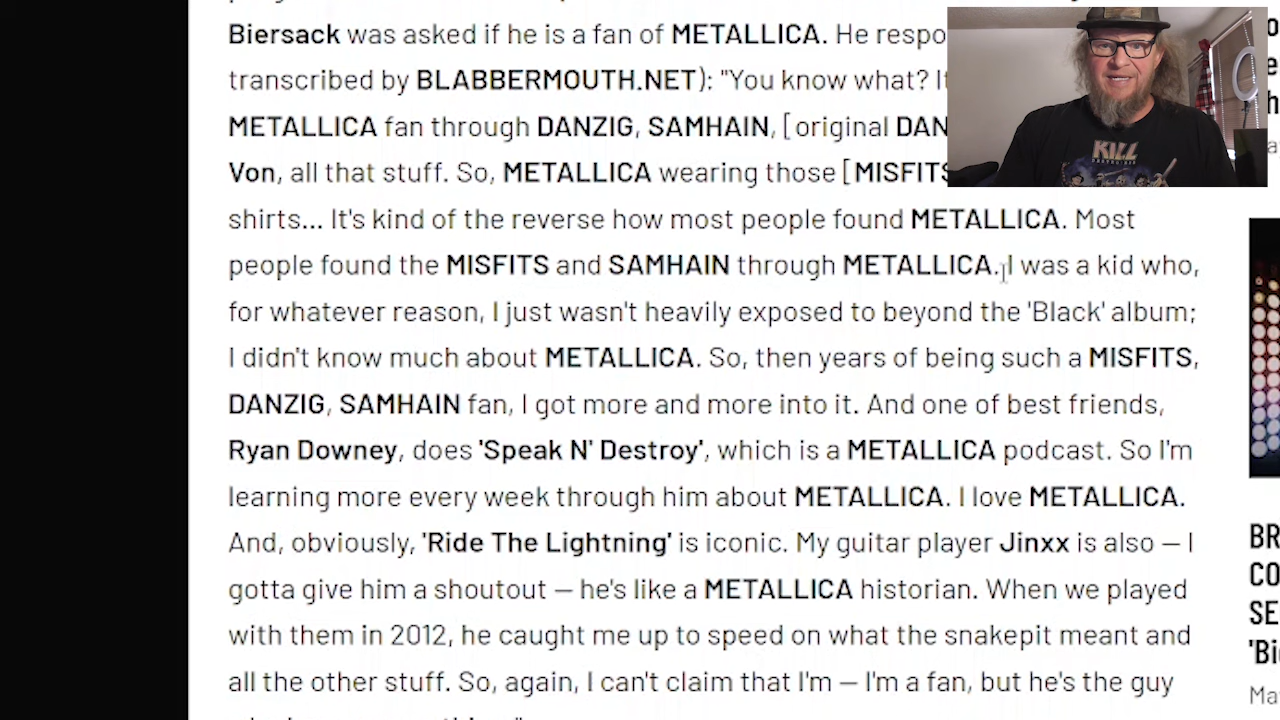 Biersack was asked if he is a fan of METALLICA. He respo
transcribed by BLABBERMOUTH.NET): "You know what? It
METALLICA fan through DANZIG, SAMHAIN, [original DAN
Von, all that stuff. So, METALLICA wearing those [MISFITS
shirts... It's kind of the reverse how most people found METALLICA. Most
people found the MISFITS and SAMHAIN through METALLICA. I was a kid who,
for whatever reason, I just wasn't heavily exposed to beyond the 'Black' album;
I didn't know much about METALLICA. So, then years of being such a MISFITS,
DANZIG, SAMHAIN fan, I got more and more into it. And one of best friends,
Ryan Downey, does 'Speak N' Destroy', which is a METALLICA podcast. So I'm
learning more every week through him about METALLICA. I love METALLICA.
And, obviously, 'Ride The Lightning' is iconic. My guitar player Jinxx is also — I
gotta give him a shoutout — he's like a METALLICA historian. When we played
with them in 2012, he caught me up to speed on what the snakepit meant and
all the other stuff. So, again, I can't claim that I'm — I'm a fan, but he's the guy
KILL
BR
CO
SE
'Bi
Ma